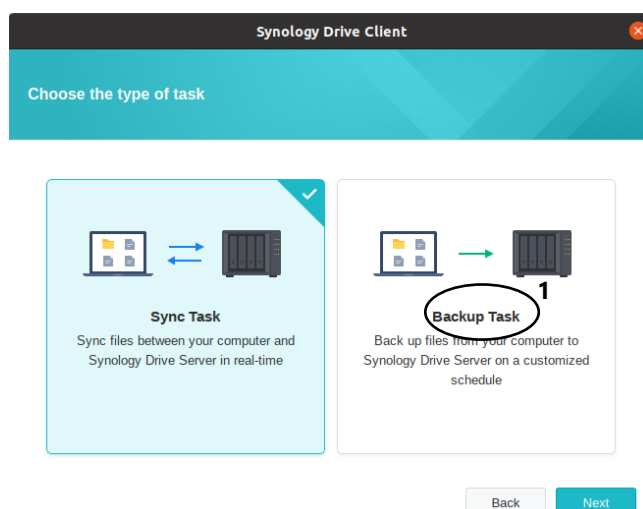 Synology Drive Client
Choose the type of task
Sync Task
Sync files between your computer and
Synology Drive Server in real-time
1
Backup Task
Back up files from your computer to
Synology Drive Server on a customized
schedule
Back
Next